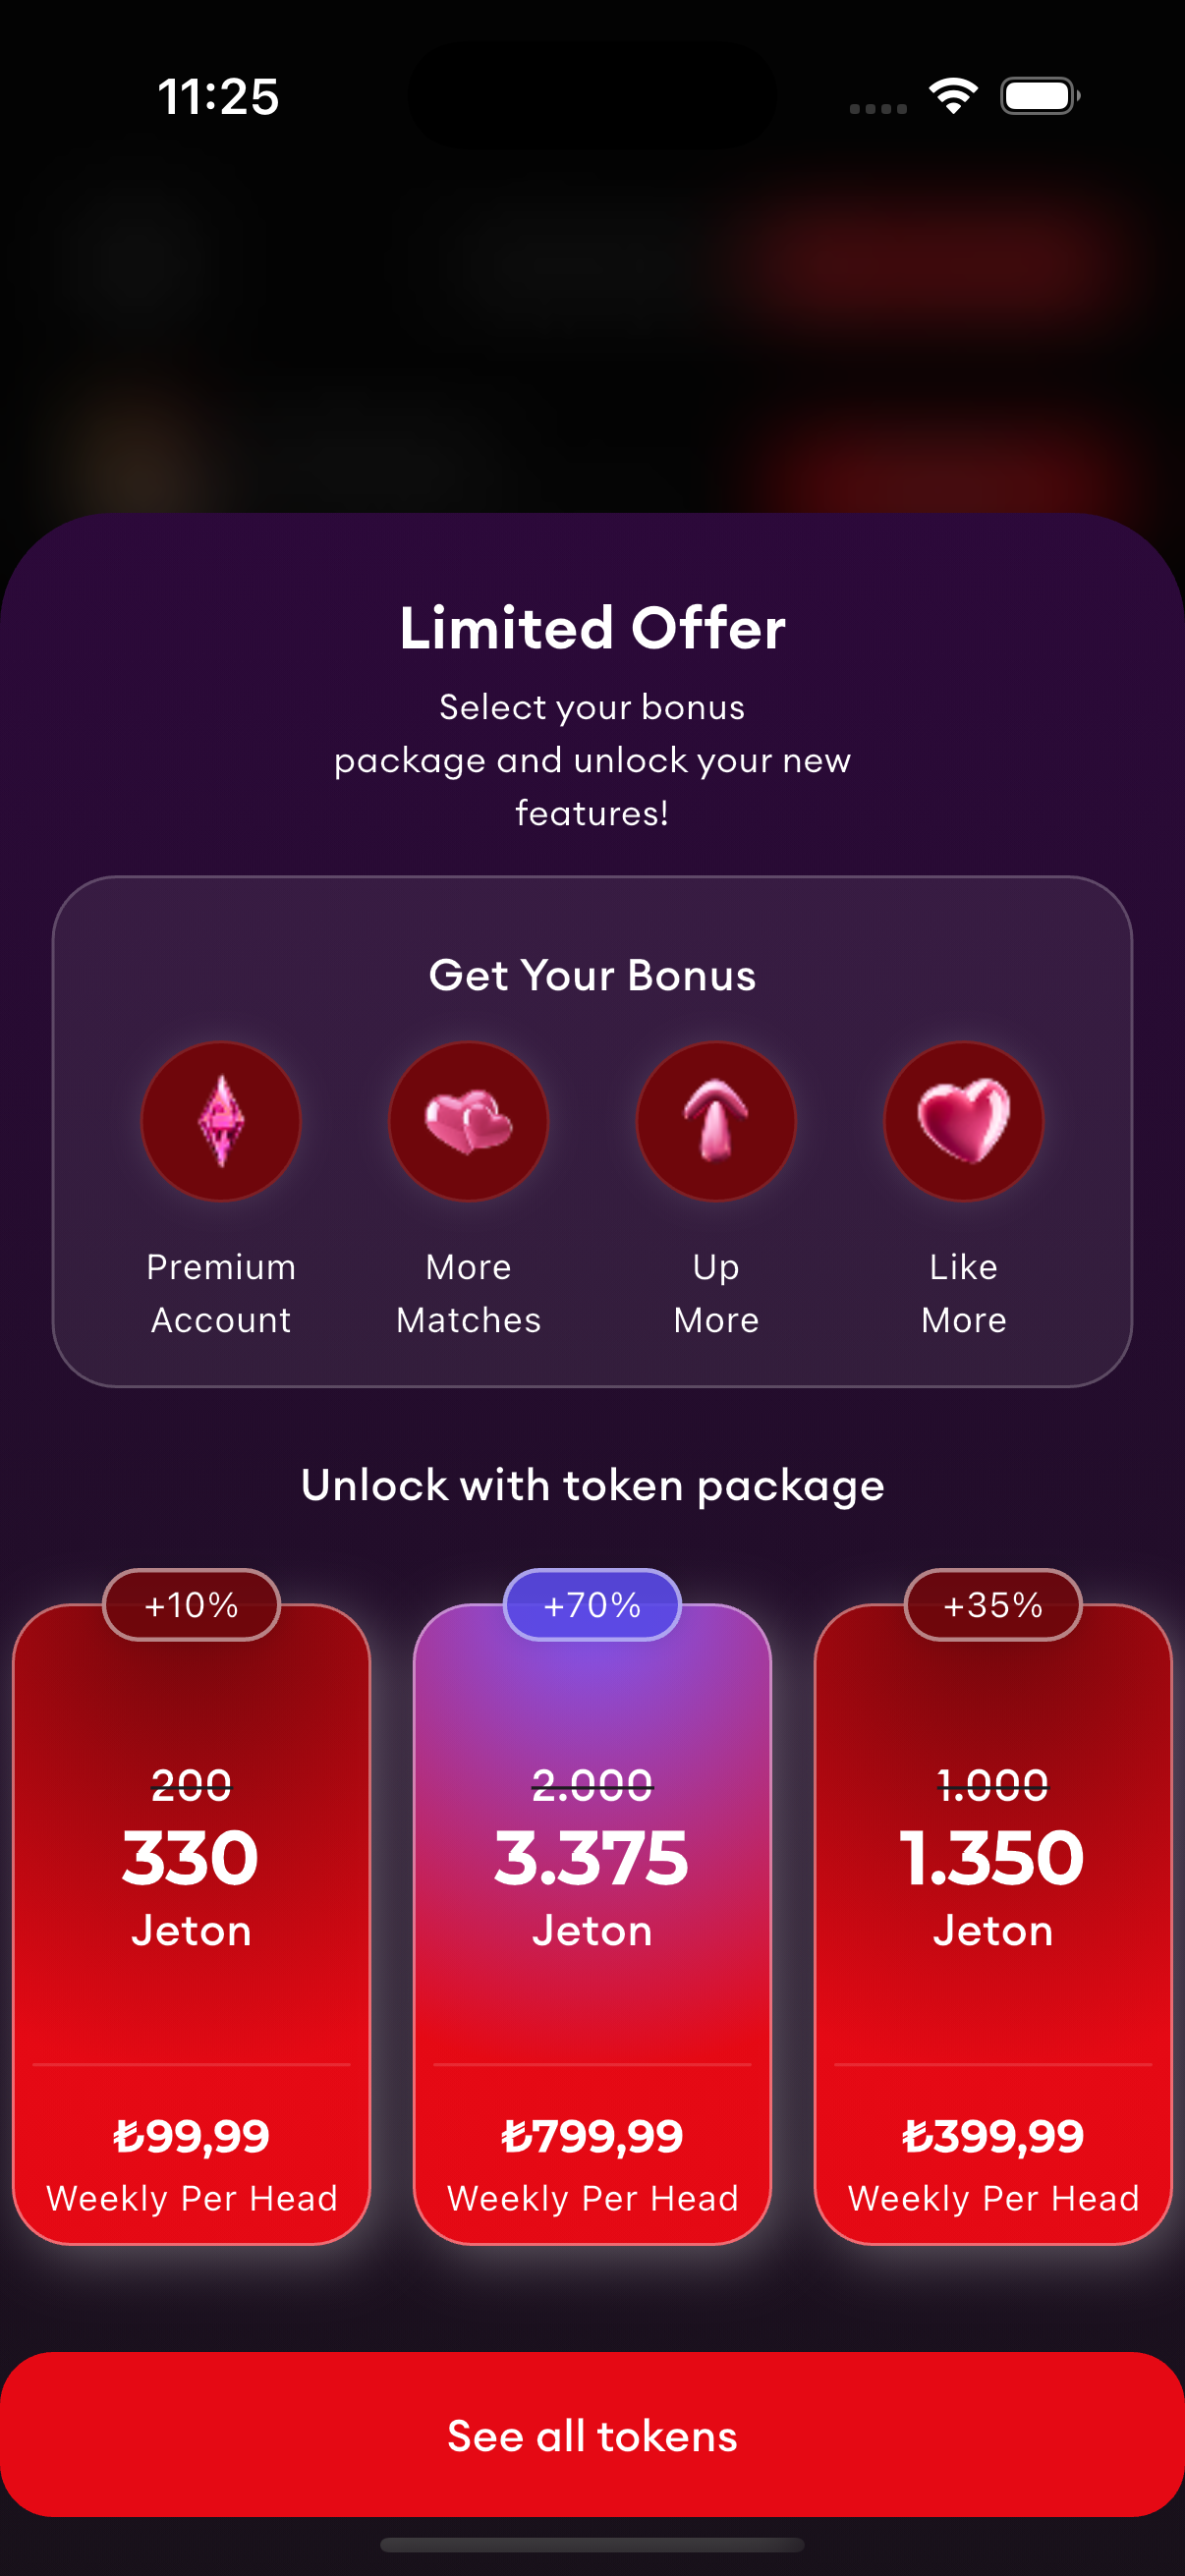 11:25
Limited Offer
Select your bonus
package and unlock your new
features!
Get Your Bonus
Premium
Account
More
Matches
Up
More
Like
More
Unlock with token package
+10%
200
330
Jeton
₺99,99
Weekly Per Head
+70%
2.000
3.375
Jeton
₺799,99
Weekly Per Head
+35%
1.000
1.350
Jeton
₺399,99
Weekly Per Head
See all tokens